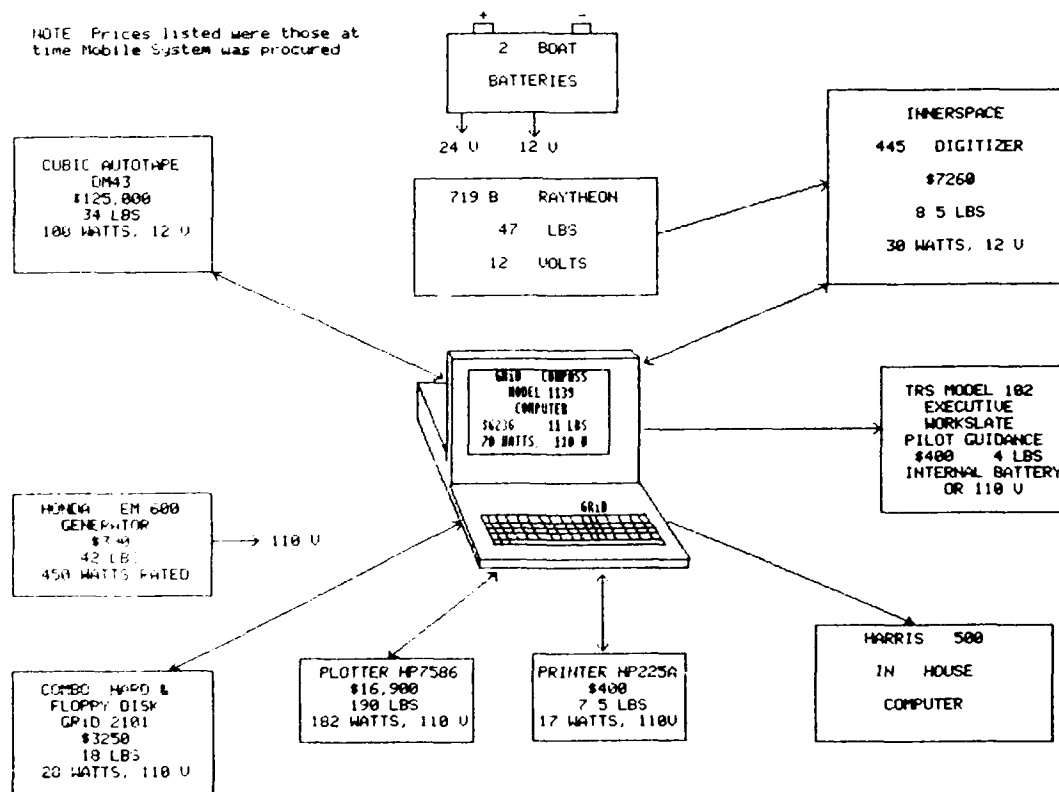 NOTE Prices listed were those at
time Mobile System was procured
+ -
2 BOAT
BATTERIES
24 V 12 V
CUBIC AUTOTAPE
DM43
$125,000
34 LBS
100 WATTS, 12 V
719 B RAYTHEON
47 LBS
12 VOLTS
INNERSPACE
445 DIGITIZER
$7260
8 5 LBS
30 WATTS, 12 V
GRiD COMPASS
MODEL 1139
COMPUTER
$6236 11 LBS
70 WATTS, 110 V
GRiD
TRS MODEL 102
EXECUTIVE
WORKSLATE
PILOT GUIDANCE
$400 4 LBS
INTERNAL BATTERY
OR 110 V
HONDA EM 600
GENERATOR
42 LBS
450 WATTS RATED
110 V
COMBO HARD &
FLOPPY DISK
GRiD 2101
$3250
18 LBS
28 WATTS, 110 V
PLOTTER HP7586
$16,900
190 LBS
182 WATTS, 110 V
PRINTER HP225A
$400
7 5 LBS
17 WATTS, 110V
HARRIS 500
IN HOUSE
COMPUTER